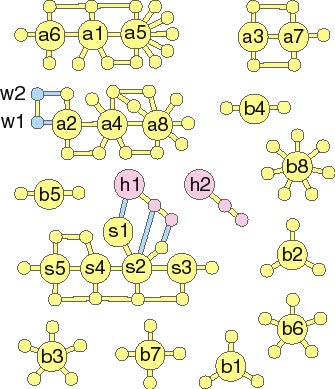 a6 a1 a5 a3 a7
w2
w1 a2 a4 a8 b4
b8
b5 h1 h2
s1
b2
s5 s4 s2 s3
b3 b7 b1 b6